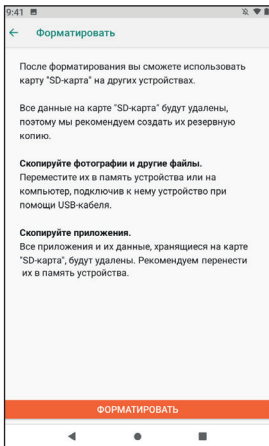 9:41
Форматировать
После форматирования вы сможете использовать
карту "SD-карта" на других устройствах.
Все данные на карте "SD-карта" будут удалены,
поэтому мы рекомендуем создать их резервную
копию.
Скопируйте фотографии и другие файлы.
Переместите их в память устройства или на
компьютер, подключив к нему устройство при
помощи USB-кабеля.
Скопируйте приложения.
Все приложения и их данные, хранящиеся на карте
"SD-карта", будут удалены. Рекомендуем перенести
их в память устройства.
ФОРМАТИРОВАТЬ